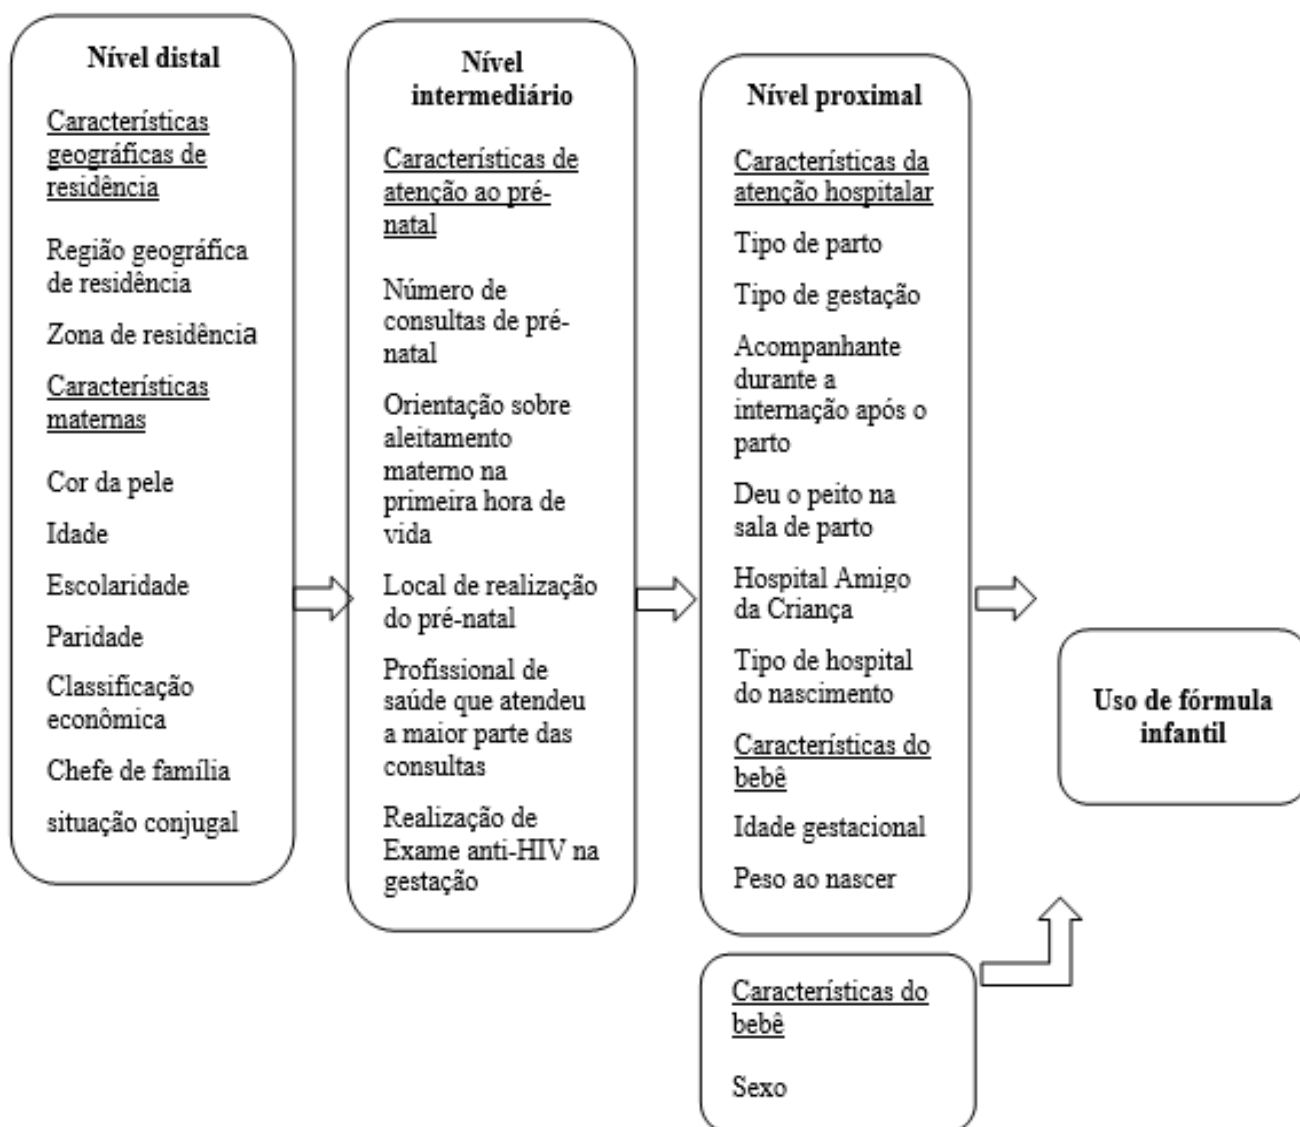 Nível distal
Características
geográficas de
residência
Região geográfica
de residência
Zona de residência
Características
maternas
Cor da pele
Idade
Escolaridade
Paridade
Classificação
econômica
Chefe de família
situação conjugal
Nível
intermediário
Características de
atenção ao pré-
natal
Número de
consultas de pré-
natal
Orientação sobre
aleitamento
materno na
primeira hora de
vida
Local de realização
do pré-natal
Profissional de
saúde que atendeu
a maior parte das
consultas
Realização de
Exame anti-HIV na
gestação
Nível proximal
Características da
atenção hospitalar
Tipo de parto
Tipo de gestação
Acompanhante
durante a
internação após o
parto
Deu o peito na
sala de parto
Hospital Amigo
da Criança
Tipo de hospital
do nascimento
Características do
bebê
Idade gestacional
Peso ao nascer
Características do
bebê
Sexo
Uso de fórmula
infantil